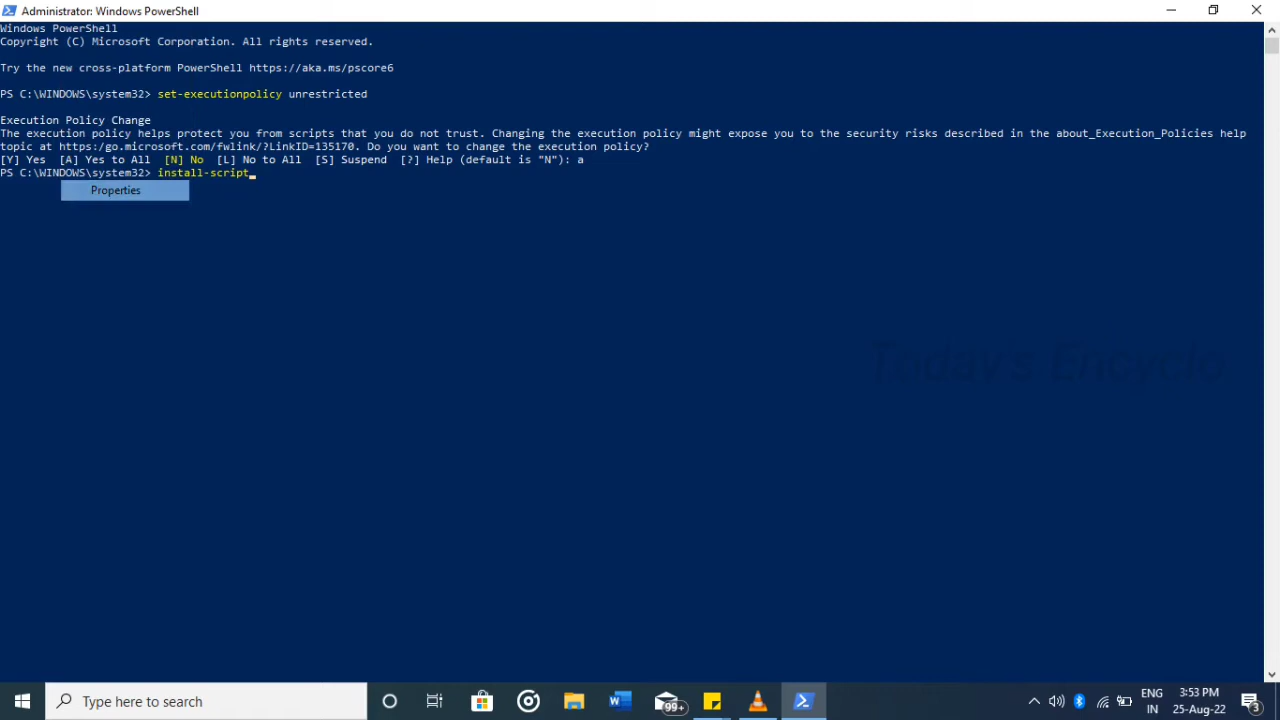 Administrator: Windows PowerShell
Windows PowerShell
Copyright (C) Microsoft Corporation. All rights reserved.
Try the new cross-platform PowerShell https://aka.ms/pscore6
PS C:\WINDOWS\system32> set-executionpolicy unrestricted
Execution Policy Change
The execution policy helps protect you from scripts that you do not trust. Changing the execution policy might expose you to the security risks described in the about_Execution_Policies help
topic at https:/go.microsoft.com/fwlink/?LinkID=135170. Do you want to change the execution policy?
[Y] Yes  [A] Yes to All  [N] No  [L] No to All  [S] Suspend  [?] Help (default is "N"): a
PS C:\WINDOWS\system32> install-script
Properties
Type here to search
99+
ENG
IN
3:53 PM
25-Aug-22
3